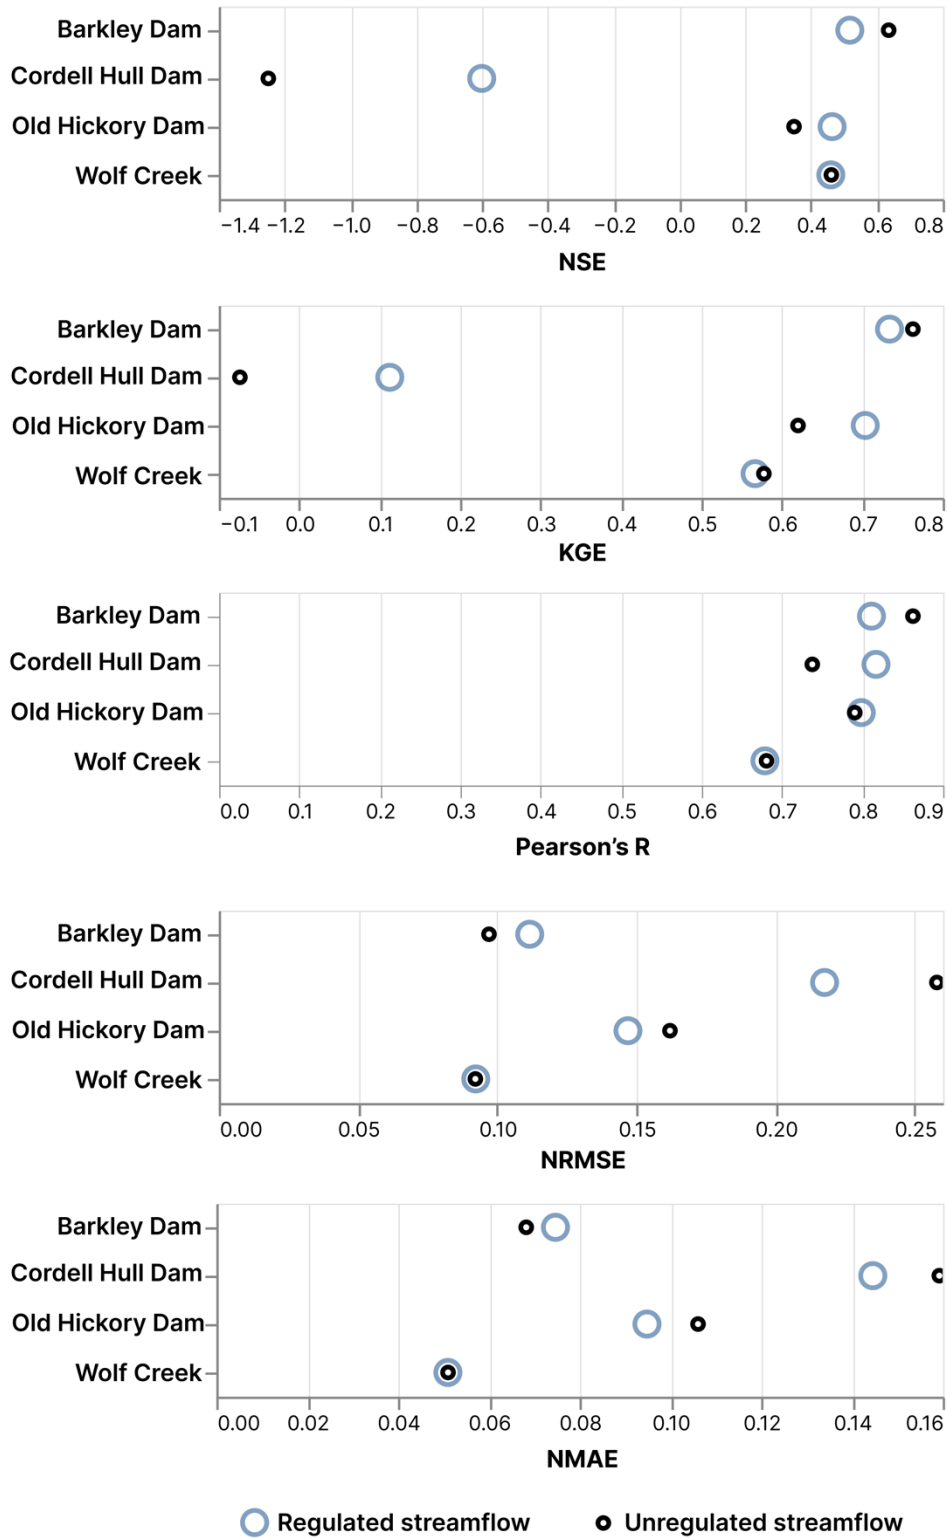 Barkley Dam
Cordell Hull Dam
Old Hickory Dam
Wolf Creek
−1.4 −1.2 −1.0 −0.8 −0.6 −0.4 −0.2 0.0 0.2 0.4 0.6 0.8
NSE
Barkley Dam
Cordell Hull Dam
Old Hickory Dam
Wolf Creek
−0.1 0.0 0.1 0.2 0.3 0.4 0.5 0.6 0.7 0.8
KGE
Barkley Dam
Cordell Hull Dam
Old Hickory Dam
Wolf Creek
0.0 0.1 0.2 0.3 0.4 0.5 0.6 0.7 0.8 0.9
Pearson’s R
Barkley Dam
Cordell Hull Dam
Old Hickory Dam
Wolf Creek
0.00 0.05 0.10 0.15 0.20 0.25
NRMSE
Barkley Dam
Cordell Hull Dam
Old Hickory Dam
Wolf Creek
0.00 0.02 0.04 0.06 0.08 0.10 0.12 0.14 0.16
NMAE
Regulated streamflow Unregulated streamflow